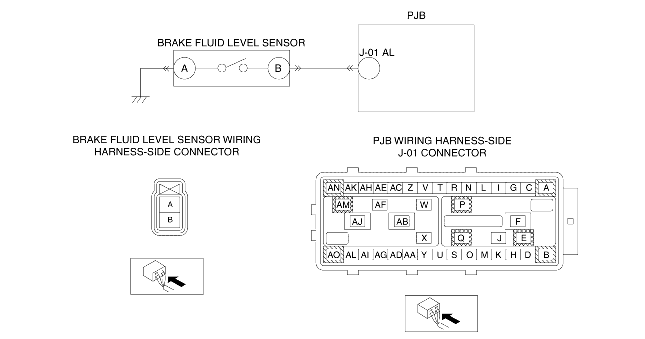 PJB
BRAKE FLUID LEVEL SENSOR
J-01 AL
A B
BRAKE FLUID LEVEL SENSOR WIRING
HARNESS-SIDE CONNECTOR
PJB WIRING HARNESS-SIDE
J-01 CONNECTOR
A
B
AN AK AH AE AC Z V T R N L I G C A
AM AF W P
AJ AB F
X Q J E
AO AL AI AG AD AA Y U S O M K H D B